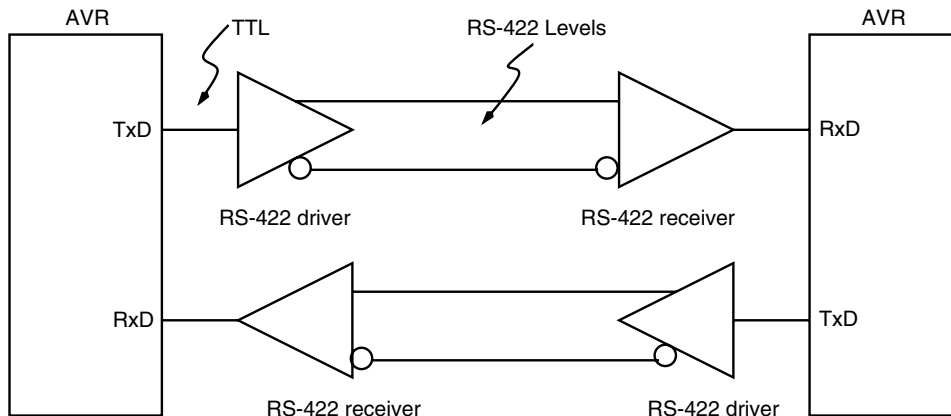 AVR
TTL
RS-422 Levels
AVR
TxD
RxD
RS-422 driver
RS-422 receiver
RxD
TxD
RS-422 receiver
RS-422 driver